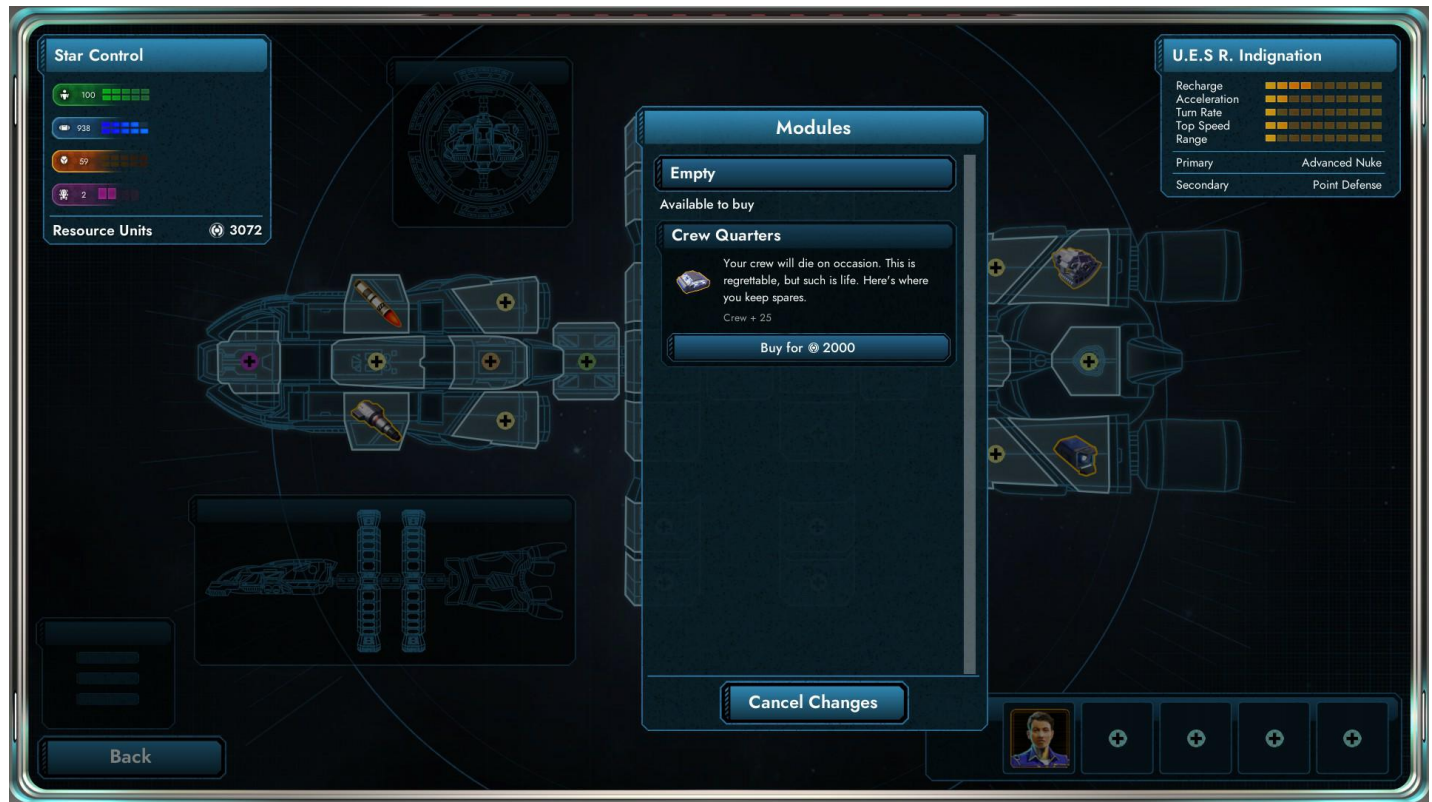 Star Control
100
938
59
2
Resource Units 3072
Modules
Empty
Available to buy
Crew Quarters
Your crew will die on occasion. This is
regrettable, but such is life. Here's where
you keep spares.
Crew + 25
Buy for 2000
Cancel Changes
U.E.S R. Indignation
Recharge
Acceleration
Turn Rate
Top Speed
Range
Primary Advanced Nuke
Secondary Point Defense
Back